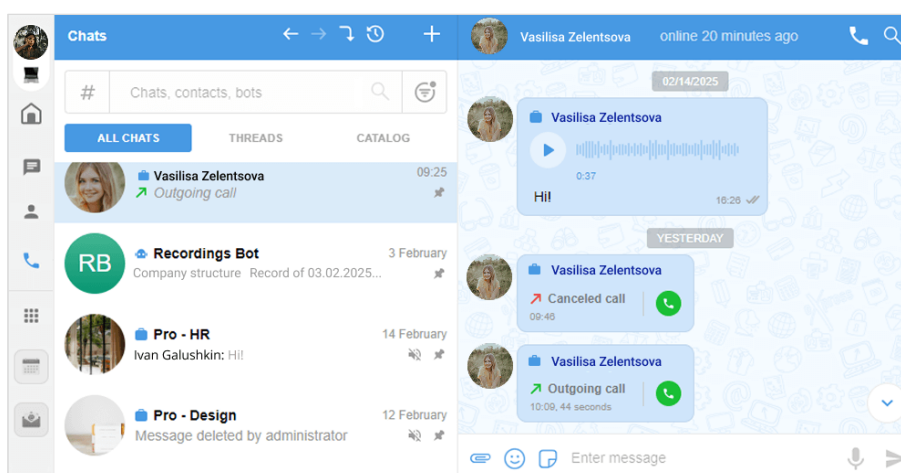 Chats
Chats, contacts, bots
ALL CHATS THREADS CATALOG
Vasilisa Zelentsova 09:25
Outgoing call
RB
Recordings Bot 3 February
Company structure Record of 03.02.2025...
Pro - HR 14 February
Ivan Galushkin: Hi!
Pro - Design 12 February
Message deleted by administrator
Vasilisa Zelentsova online 20 minutes ago
02/14/2025
Vasilisa Zelentsova
0:37
Hi!
16:26
YESTERDAY
Vasilisa Zelentsova
Canceled call
09:46
Vasilisa Zelentsova
Outgoing call
10:09, 44 seconds
Enter message